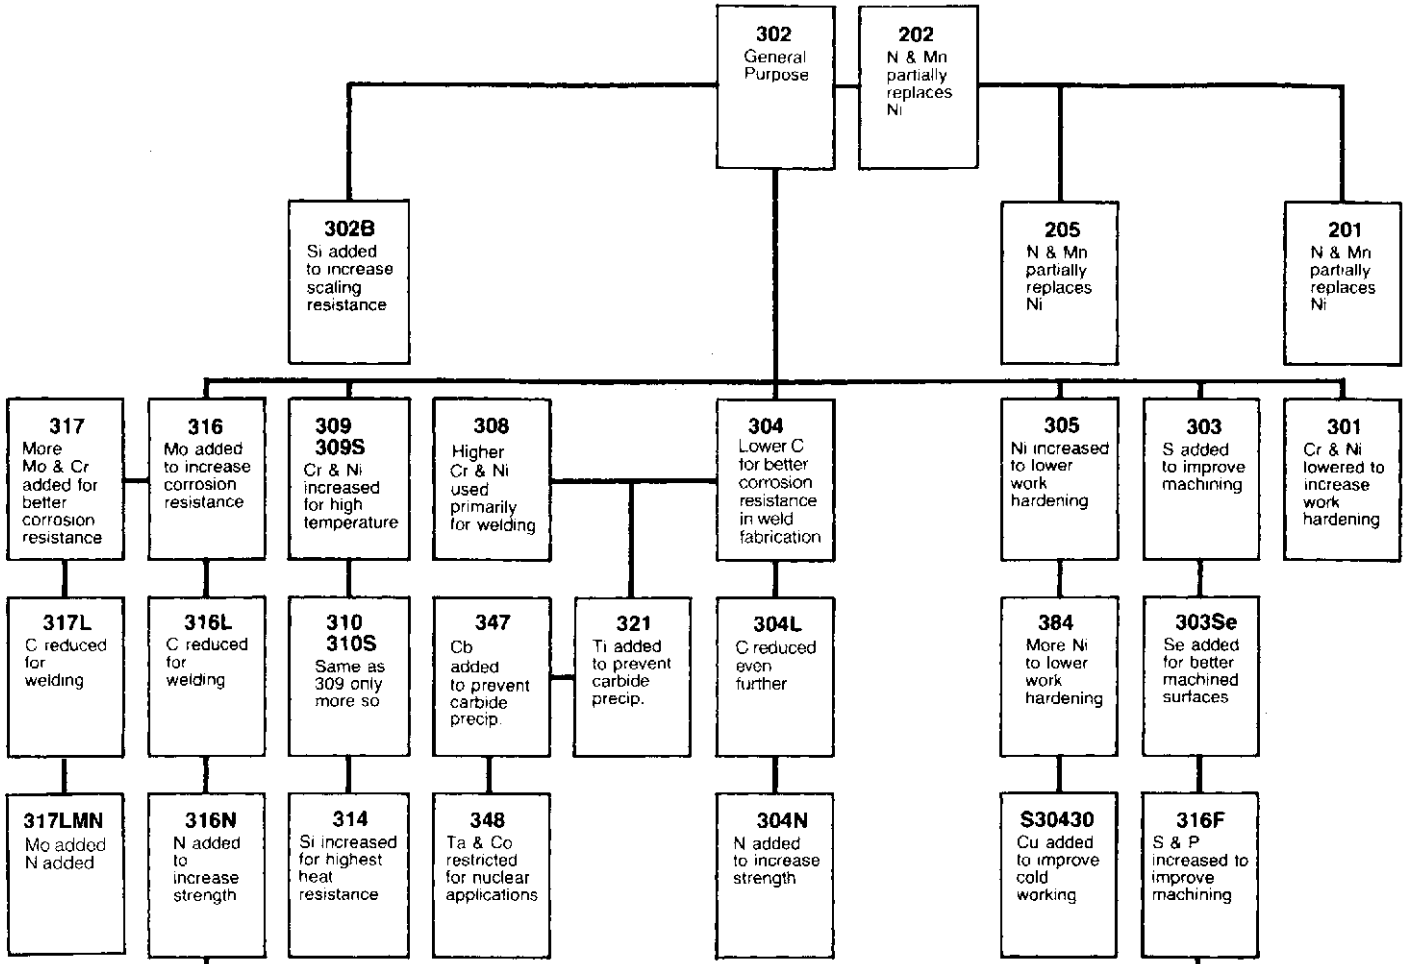 302
General
Purpose
202
N & Mn
partially
replaces
Ni
302B
Si added
to increase
scaling
resistance
205
N & Mn
partially
replaces
Ni
201
N & Mn
partially
replaces
Ni
317
More
Mo & Cr
added for
better
corrosion
resistance
316
Mo added
to increase
corrosion
resistance
309
309S
Cr & Ni
increased
for high
temperature
308
Higher
Cr & Ni
used
primarily
for welding
304
Lower C
for better
corrosion
resistance
in weld
fabrication
305
Ni increased
to lower
work
hardening
303
S added
to improve
machining
301
Cr & Ni
lowered to
increase
work
hardening
317L
C reduced
for
welding
316L
C reduced
for
welding
310
310S
Same as
309 only
more so
347
Cb
added
to prevent
carbide
precip.
321
Ti added
to prevent
carbide
precip.
304L
C reduced
even
further
384
More Ni
to lower
work
hardening
303Se
Se added
for better
machined
surfaces
317LMN
Mo added
N added
316N
N added
to
increase
strength
314
Si increased
for highest
heat
resistance
348
Ta & Co
restricted
for nuclear
applications
304N
N added
to increase
strength
S30430
Cu added
to improve
cold
working
316F
S & P
increased to
improve
machining